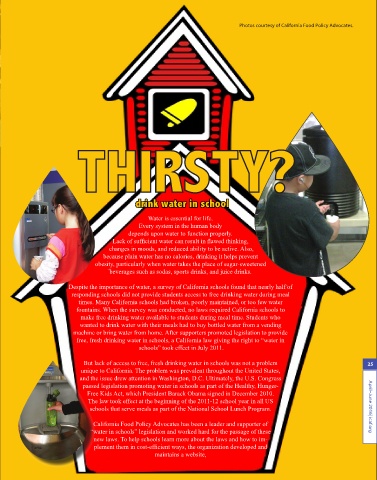 Photos courtesy of California Food Policy Advocates.
THIRSTY?
drink water in school
Water is essential for life.
Every system in the human body
depends upon water to function properly.
Lack of sufficient water can result in flawed thinking,
changes in moods, and reduced ability to be active. Also,
because plain water has no calories, drinking it helps prevent
obesity, particularly when water takes the place of sugar-sweetened
beverages such as sodas, sports drinks, and juice drinks.
Despite the importance of water, a survey of California schools found that nearly half of
responding schools did not provide students access to free drinking water during meal
times. Many California schools had broken, poorly maintained, or too few water
fountains. When the survey was conducted, no laws required California schools to
make free drinking water available to students during meal time. Students who
wanted to drink water with their meals had to buy bottled water from a vending
machine or bring water from home. After supporters promoted legislation to provide
free, fresh drinking water in schools, a California law giving the right to "water in
schools" took effect in July 2011.
But lack of access to free, fresh drinking water in schools was not a problem
unique to California. The problem was prevalent throughout the United States,
and the issue drew attention in Washington, D.C. Ultimately, the U.S. Congress
passed legislation promoting water in schools as part of the Healthy, Hunger-
Free Kids Act, which President Barack Obama signed in December 2010.
The law took effect at the beginning of the 2011-12 school year in all US
schools that serve meals as part of the National School Lunch Program.
California Food Policy Advocates has been a leader and supporter of
"water in schools" legislation and worked hard for the passage of these
new laws. To help schools learn more about the laws and how to im-
plement them in cost-efficient ways, the organization developed and
maintains a website,
25